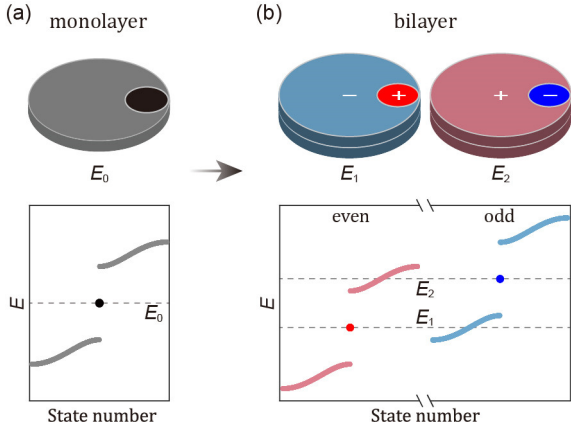 (a) monolayer
(b) bilayer
− + + −
E0
E1
E2
even odd
E
E0
E
E2
E1
State number
State number